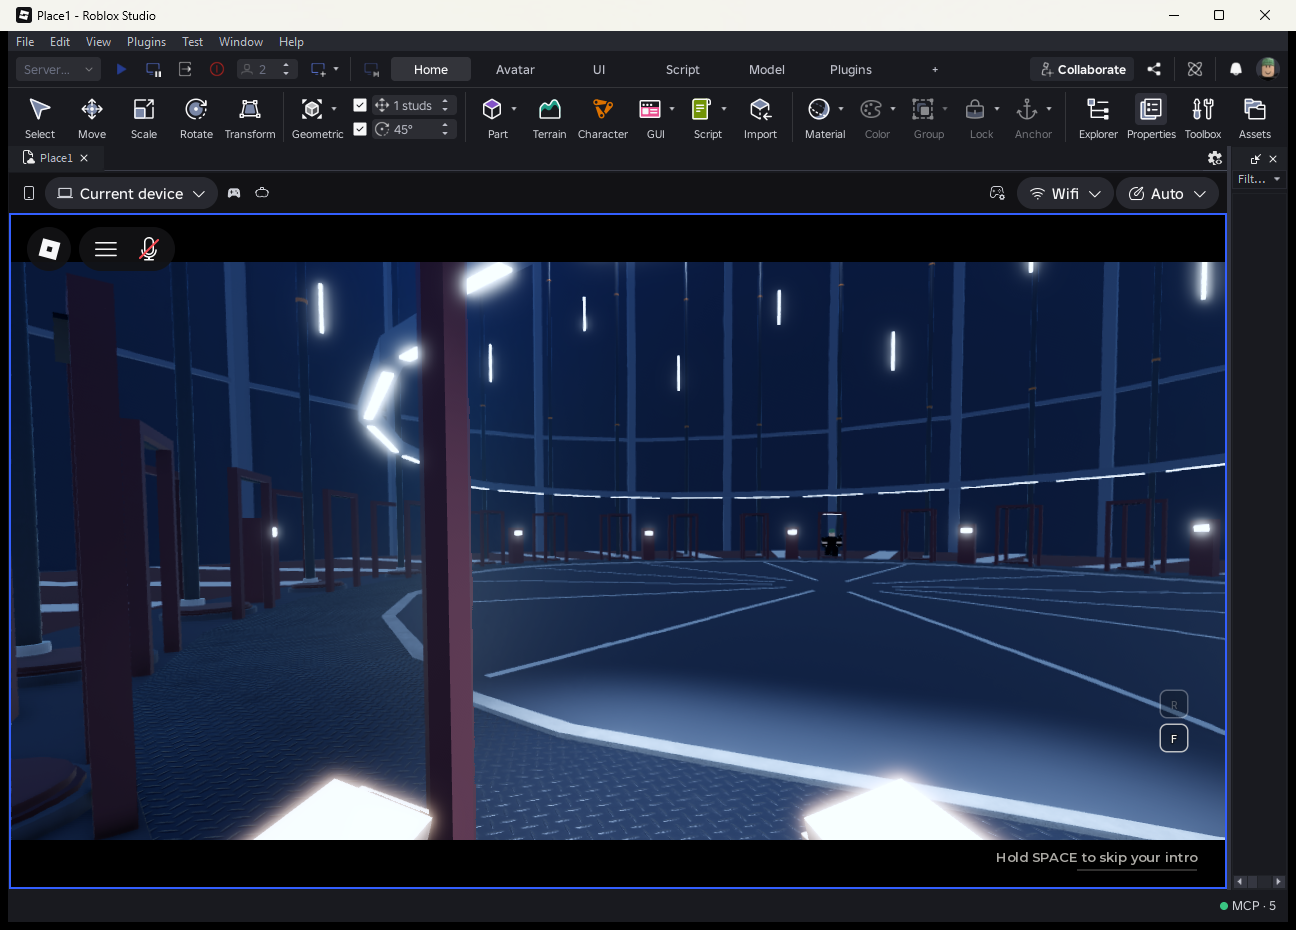 Place1 - Roblox Studio
File Edit View Plugins Test Window Help
Server... 2 Home Avatar UI Script Model Plugins + Collaborate
1 studs
45°
Select Move Scale Rotate Transform Geometric Part Terrain Character GUI Script Import Material Color Group Lock Anchor Explorer Properties Toolbox Assets
Place1
Filt...
Current device Wifi Auto
R
F
Hold SPACE to skip your intro
MCP · 5